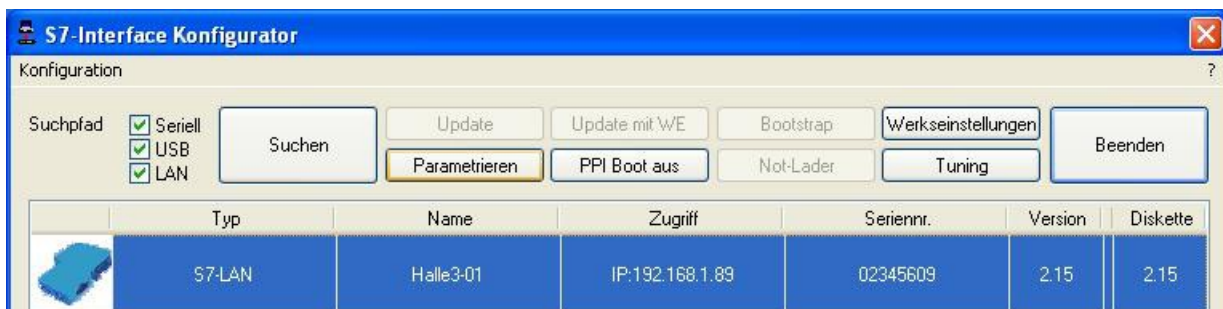 S7-Interface Konfigurator
Konfiguration ?
Suchpfad Seriell USB LAN Suchen Update Update mit WE Bootstrap Werkseinstellungen Beenden
Parametrieren PPI Boot aus Not-Lader Tuning
Typ Name Zugriff Seriennr. Version Diskette
S7-LAN Halle3-01 IP:192.168.1.89 02345609 2.15 2.15